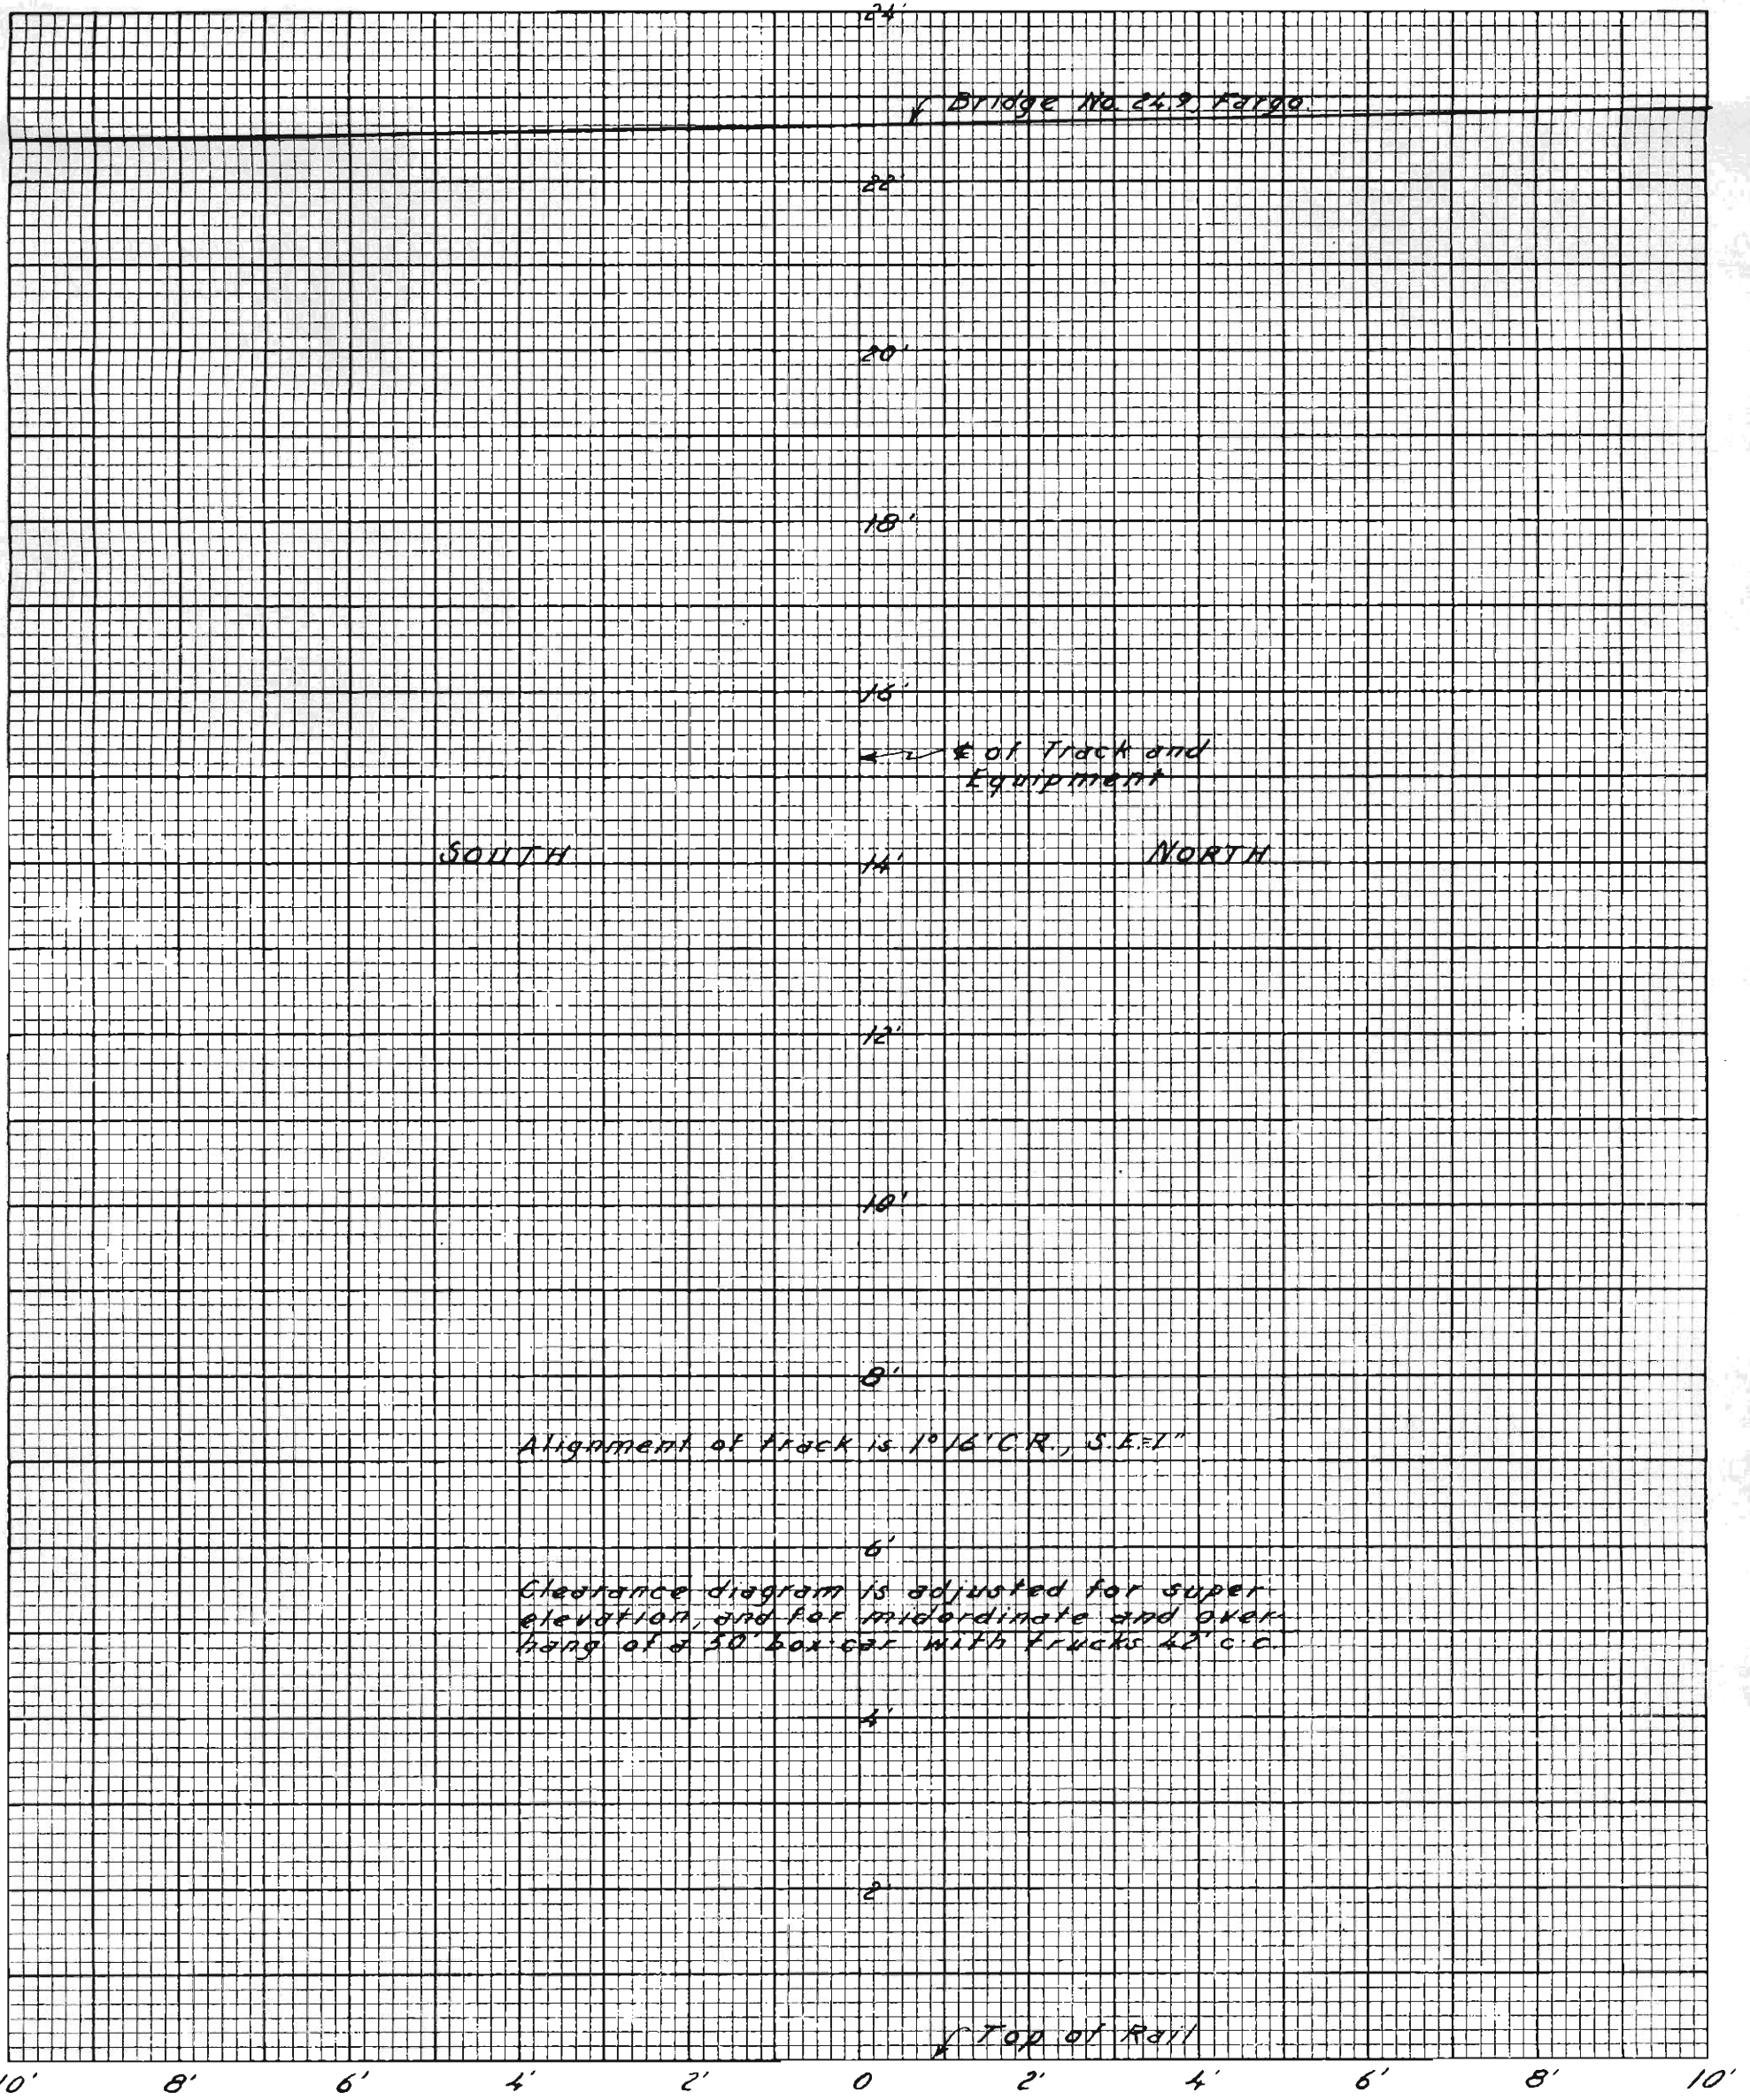 24'
Bridge No. 24.9, Fargo.
22'
20'
18'
16'
℄ of Track and
Equipment
SOUTH
14'
NORTH
12'
10'
8'
Alignment of track is 1°16' C.R., S.E.=1"
6'
Clearance diagram is adjusted for super
elevation, and for midordinate and over-
hang of a 50' box car with trucks 42' c.c.
4'
2'
Top of Rail
10' 8' 6' 4' 2' 0 2' 4' 6' 8' 10'